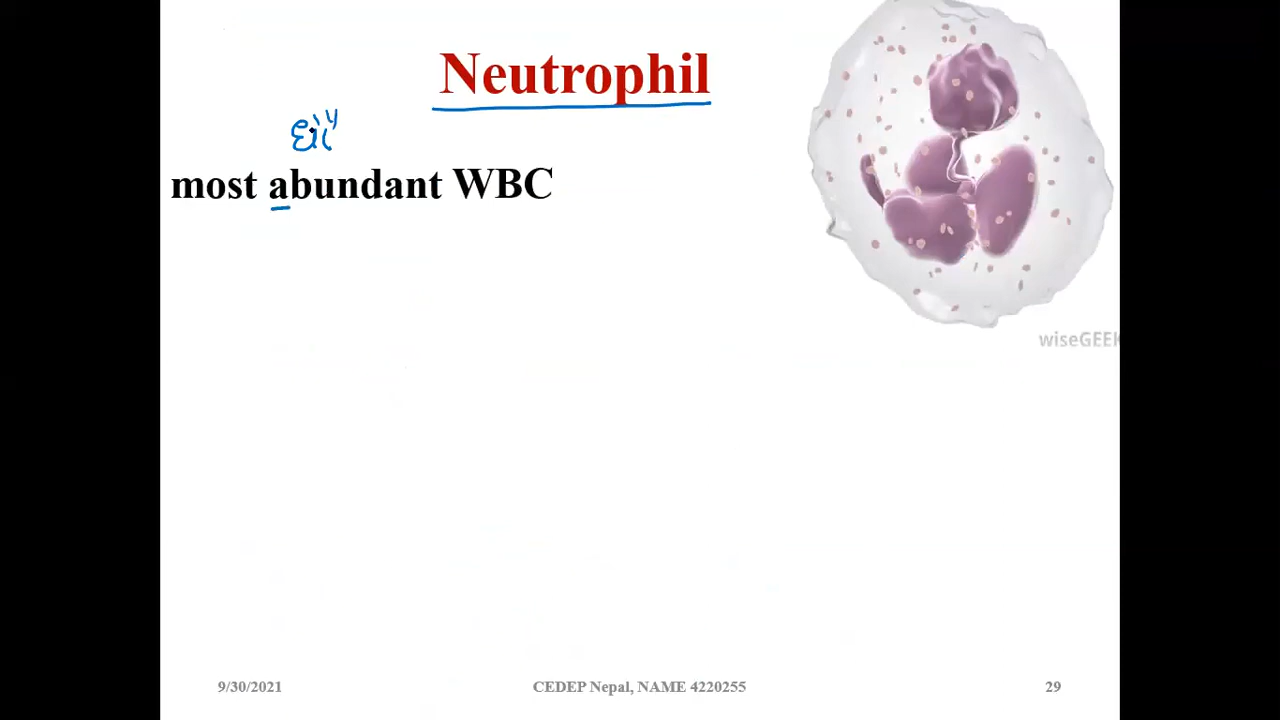 Neutrophil
most abundant WBC
wiseGEEK
9/30/2021
CEDEP Nepal, NAME 4220255
29